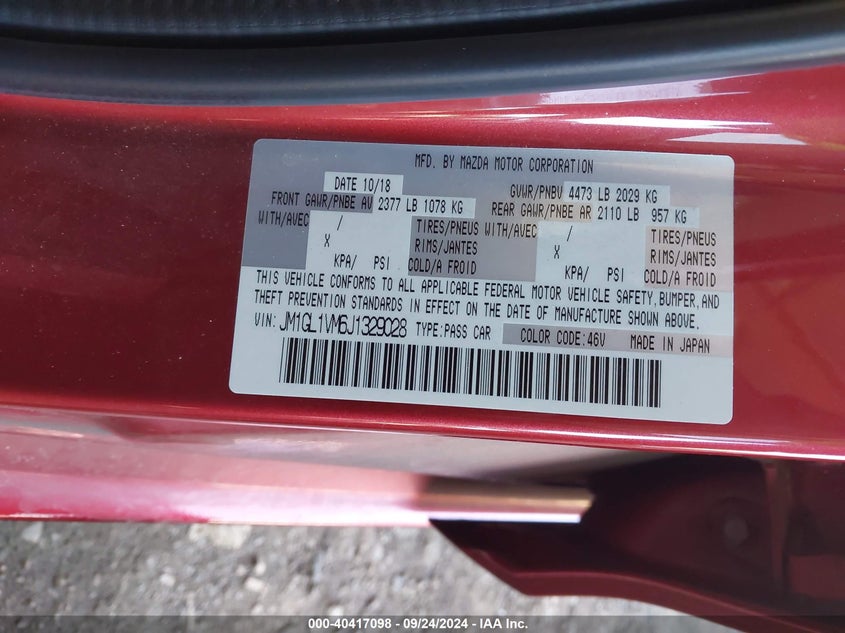 MFD. BY MAZDA MOTOR CORPORATION
DATE 10/18 GVWR/PNBV 4473 LB 2029 KG
FRONT GAWR/PNBE AV 2377 LB 1078 KG REAR GAWR/PNBE AR 2110 LB 957 KG
WITH/AVEC / TIRES/PNEUS WITH/AVEC / TIRES/PNEUS
X RIMS/JANTES X RIMS/JANTES
KPA/ PSI COLD/A FROID KPA/ PSI COLD/A FROID
THIS VEHICLE CONFORMS TO ALL APPLICABLE FEDERAL MOTOR VEHICLE SAFETY, BUMPER, AND
THEFT PREVENTION STANDARDS IN EFFECT ON THE DATE OF MANUFACTURE SHOWN ABOVE.
VIN: JM1GL1VM6J1329028 TYPE:PASS CAR COLOR CODE:46V MADE IN JAPAN
000-40417098 - 09/24/2024 - IAA Inc.